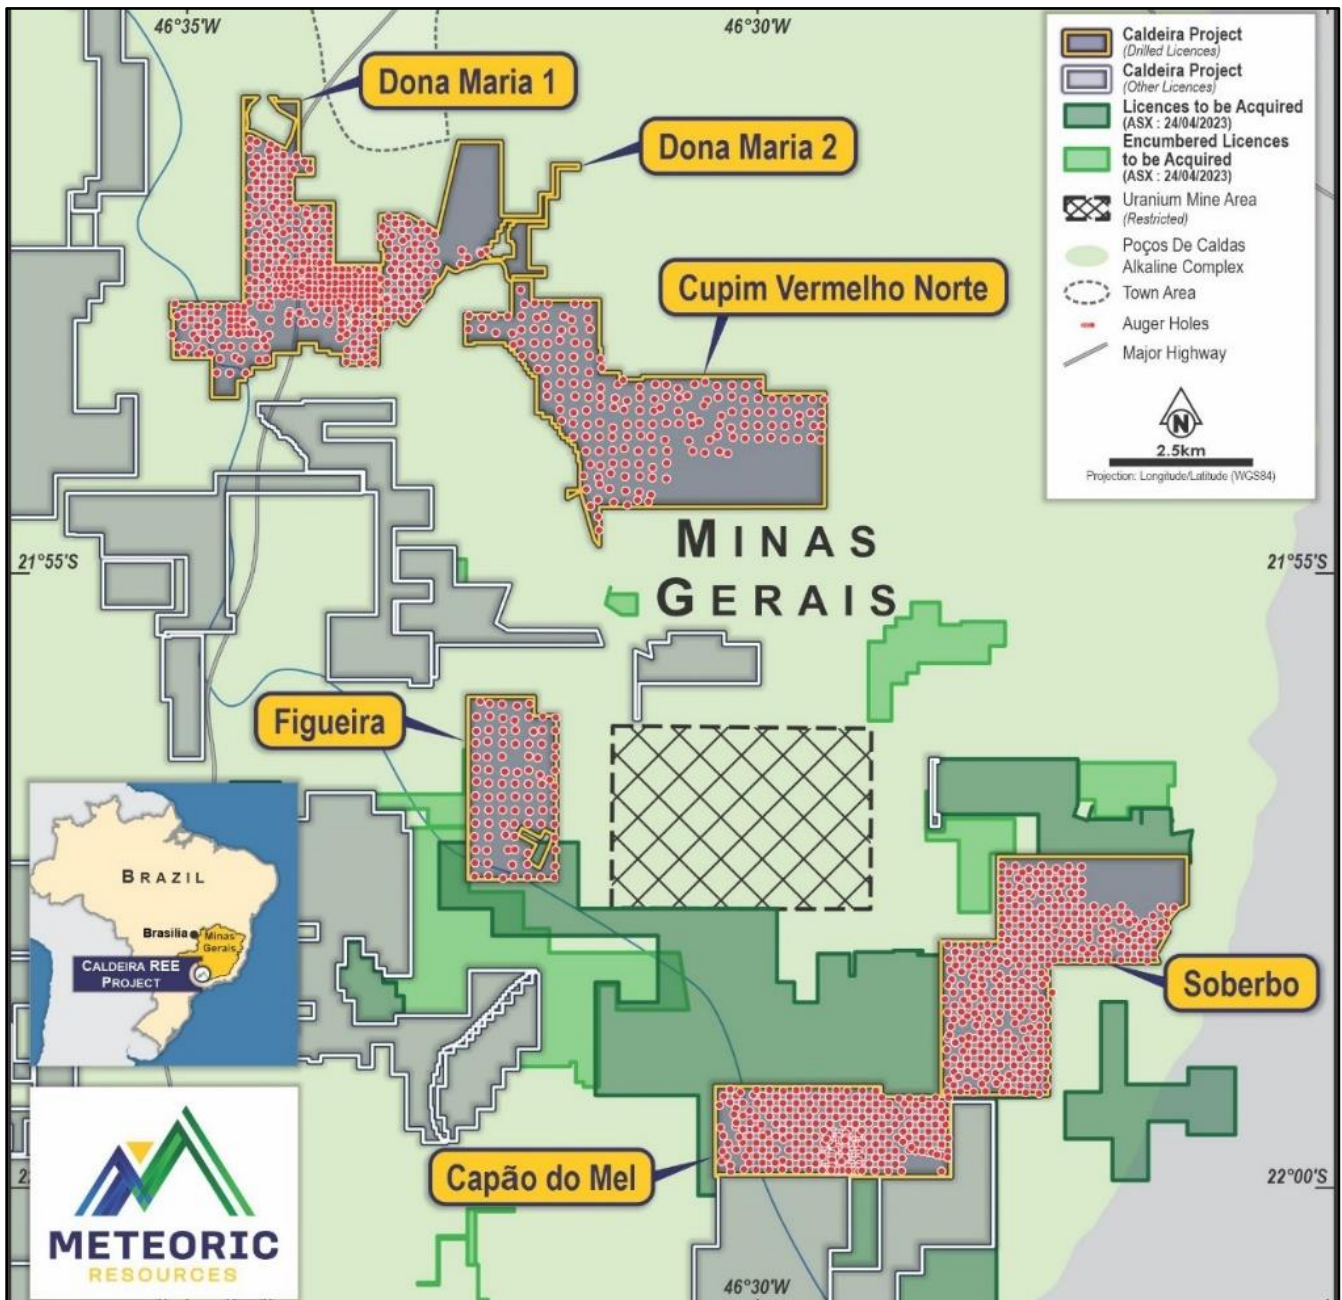 46°35'W
46°30'W
Dona Maria 1
Dona Maria 2
Cupim Vermelho Norte
Caldeira Project
(Drilled Licences)
Caldeira Project
(Other Licences)
Licences to be Acquired
(ASX : 24/04/2023)
Encumbered Licences
to be Acquired
(ASX : 24/04/2023)
Uranium Mine Area
(Restricted)
Poços De Caldas
Alkaline Complex
Town Area
Auger Holes
Major Highway
N
2.5km
Projection: Longitude/Latitude (WGS84)
21°55'S
21°55'S
MINAS
GERAIS
Figueira
BRAZIL
Brasilia
Minas
Gerais
CALDEIRA REE
PROJECT
Soberbo
Capão do Mel
22°00'S
METEORIC
RESOURCES
46°30'W